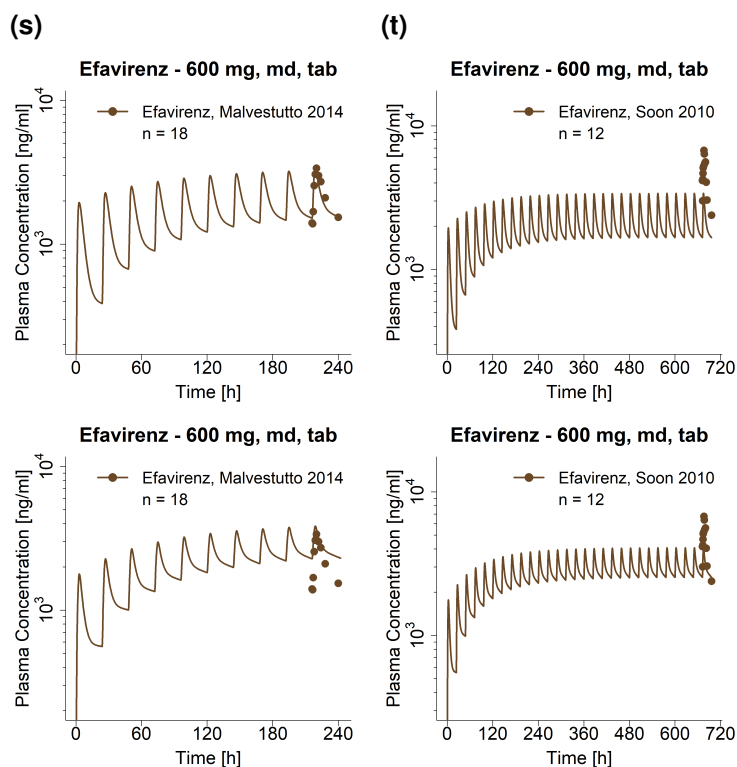 (s)
Efavirenz - 600 mg, md, tab
Plasma Concentration [ng/ml]
10^4
10^3
Efavirenz, Malvestutto 2014
n = 18
0 60 120 180 240
Time [h]
(t)
Efavirenz - 600 mg, md, tab
Plasma Concentration [ng/ml]
10^4
10^3
Efavirenz, Soon 2010
n = 12
0 120 240 360 480 600 720
Time [h]
Efavirenz - 600 mg, md, tab
Plasma Concentration [ng/ml]
10^4
10^3
Efavirenz, Malvestutto 2014
n = 18
0 60 120 180 240
Time [h]
Efavirenz - 600 mg, md, tab
Plasma Concentration [ng/ml]
10^4
10^3
Efavirenz, Soon 2010
n = 12
0 120 240 360 480 600 720
Time [h]